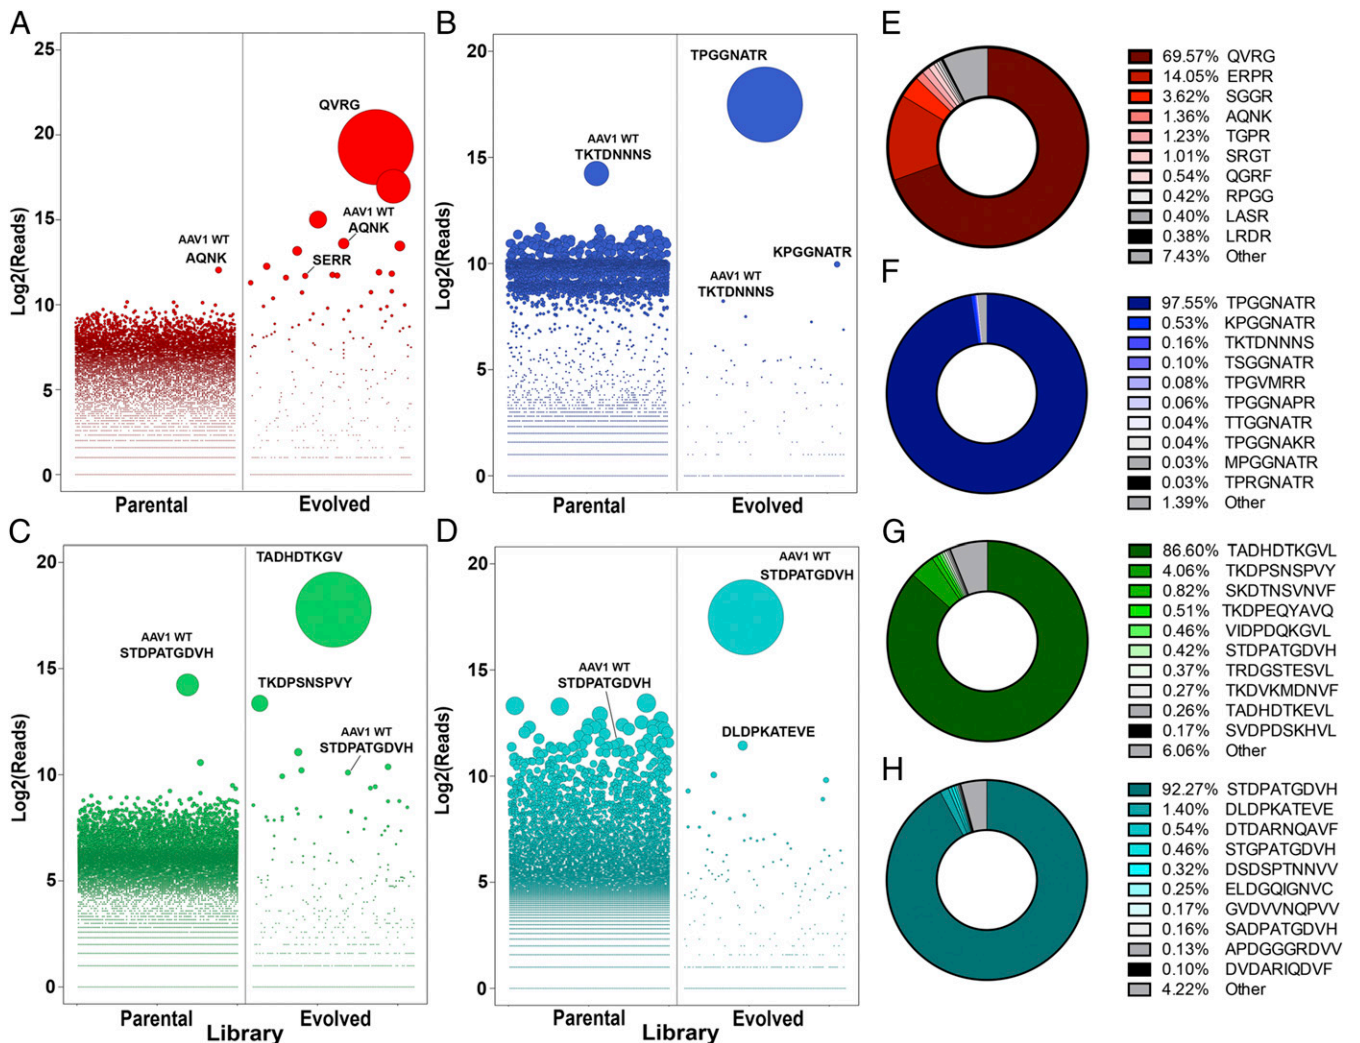 A
25
20
15
10
5
0
Log2(Reads)
QVRG
AAV1 WT
AQNK
AAV1 WT
AQNK
SERR
Parental
Evolved
B
20
15
10
5
0
Log2(Reads)
TPGGNATR
AAV1 WT
TKTDNNNS
KPGGNATR
AAV1 WT
TKTDNNNS
Parental
Evolved
C
20
15
10
5
0
Log2(Reads)
TADHDTKGV
AAV1 WT
STDPATGDVH
TKDPSNSPVY
AAV1 WT
STDPATGDVH
Parental
Evolved
D
20
15
10
5
0
Log2(Reads)
AAV1 WT
STDPATGDVH
AAV1 WT
STDPATGDVH
DLDPKATEVE
Parental
Evolved
Library
Library
E
69.57% QVRG
14.05% ERPR
3.62% SGGR
1.36% AQNK
1.23% TGPR
1.01% SRGT
0.54% QGRF
0.42% RPGG
0.40% LASR
0.38% LRDR
7.43% Other
F
97.55% TPGGNATR
0.53% KPGGNATR
0.16% TKTDNNNS
0.10% TSGGNATR
0.08% TPGVMRR
0.06% TPGGNAPR
0.04% TTGGNATR
0.04% TPGGNAKR
0.03% MPGGNATR
0.03% TPRGNATR
1.39% Other
G
86.60% TADHDTKGVL
4.06% TKDPSNSPVY
0.82% SKDTNSVNVF
0.51% TKDPEQYAVQ
0.46% VIDPDQKGVL
0.42% STDPATGDVH
0.37% TRDGSTESVL
0.27% TKDVKMDNVF
0.26% TADHDTKEVL
0.17% SVDPDSKHVL
6.06% Other
H
92.27% STDPATGDVH
1.40% DLDPKATEVE
0.54% DTDARNQAVF
0.46% STGPATGDVH
0.32% DSDSPTNNVV
0.25% ELDGQIGNVC
0.17% GVDVVNQPVV
0.16% SADPATGDVH
0.13% APDGGGRDVV
0.10% DVDARIQDVF
4.22% Other